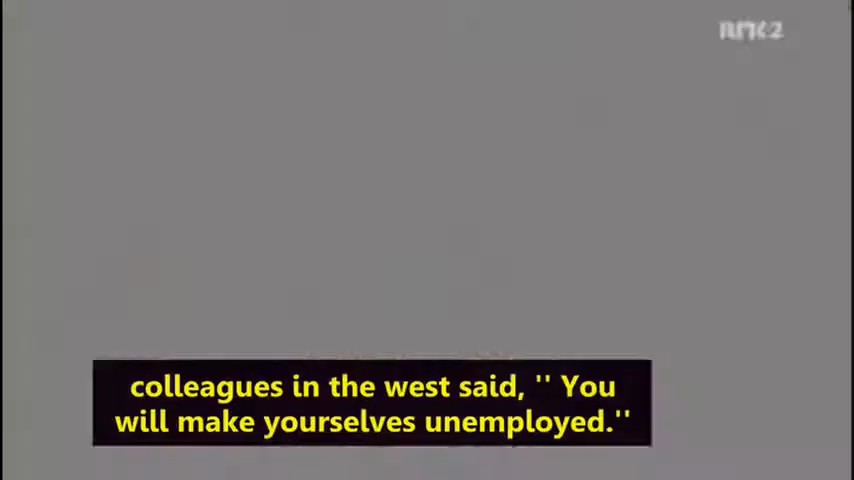 NRK2
colleagues in the west said, '' You
will make yourselves unemployed.''